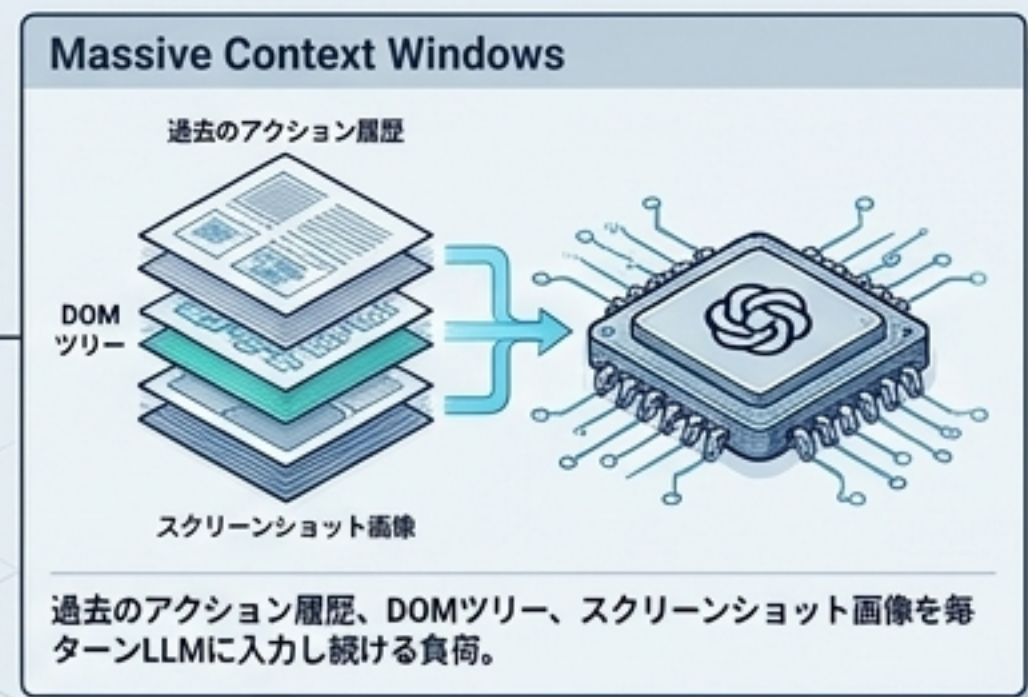 Massive Context Windows
過去のアクション履歴
DOM
ツリー
スクリーンショット画像
過去のアクション履歴、DOMツリー、スクリーンショット画像を毎
ターンLLMに入力し続ける負荷。